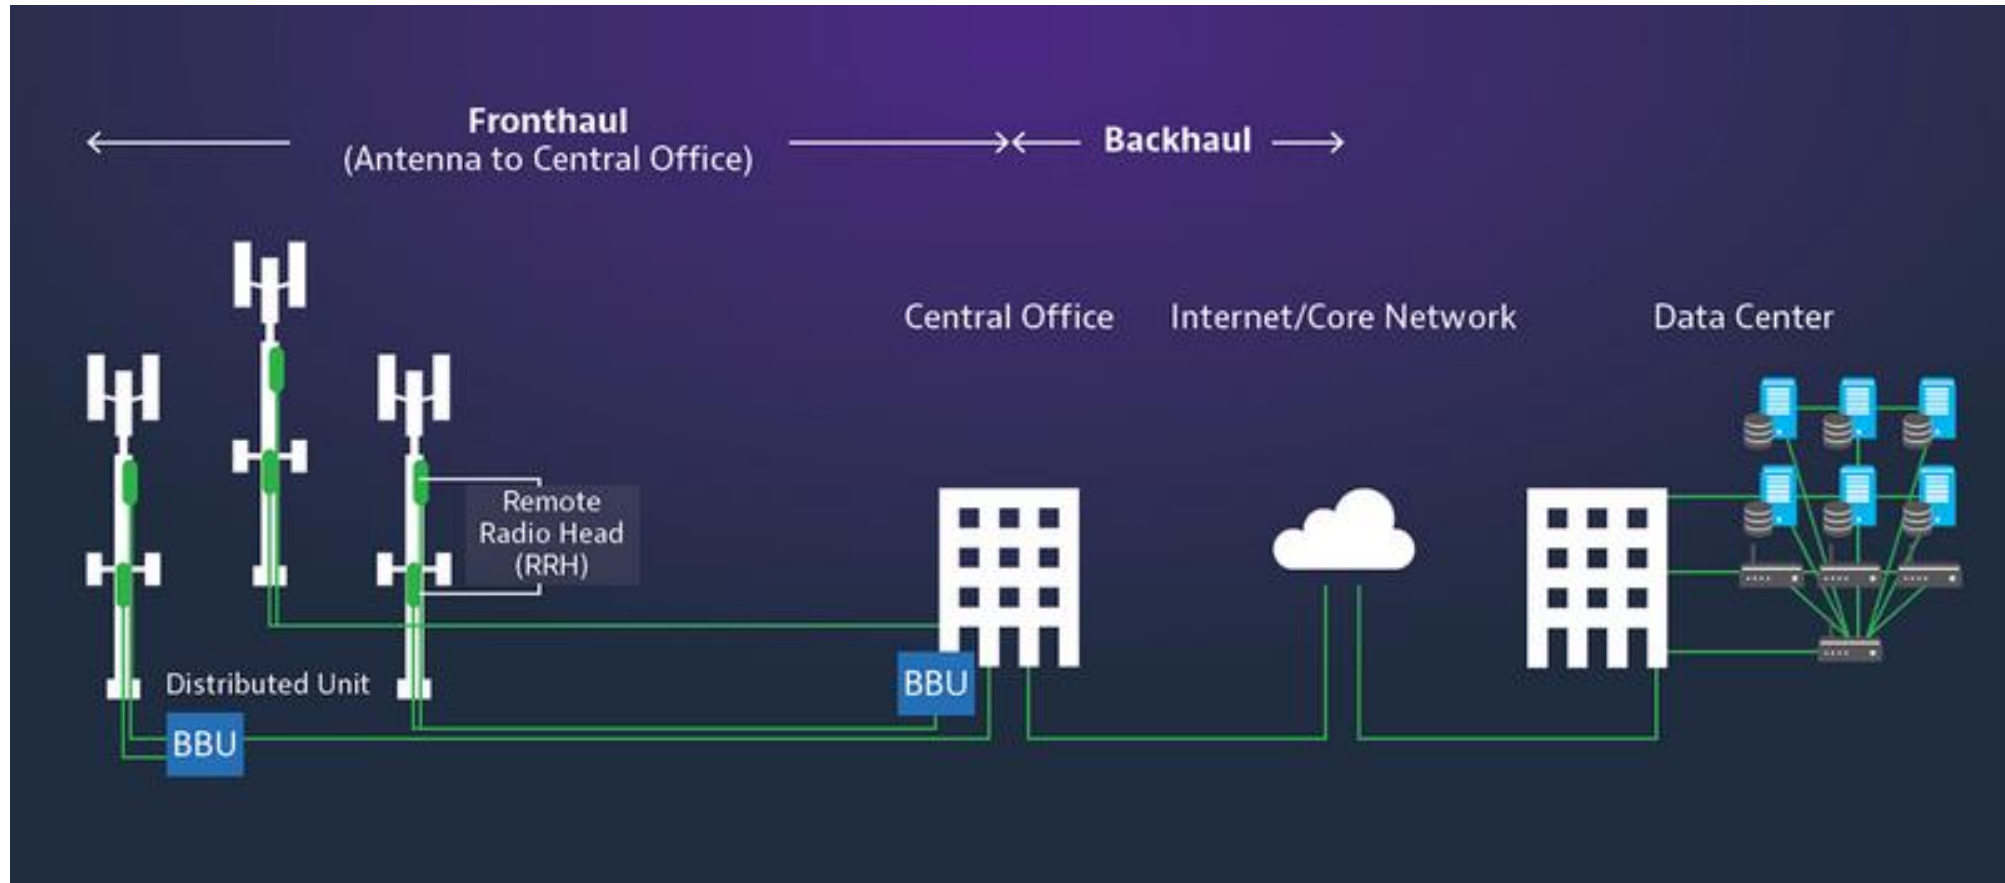 Fronthaul
(Antenna to Central Office)
Backhaul
Central Office
Internet/Core Network
Data Center
Remote
Radio Head
(RRH)
Distributed Unit
BBU
BBU